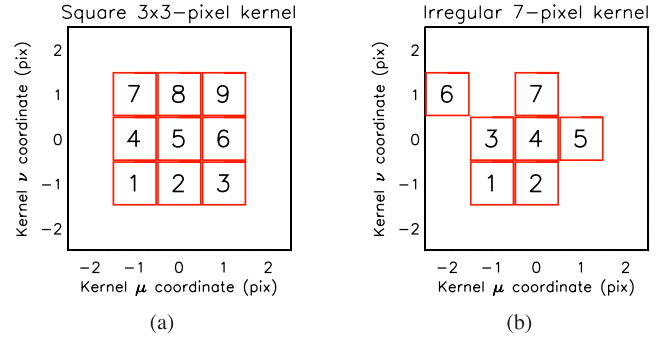 Square 3x3-pixel kernel
Kernel ν coordinate (pix)
2
1
0
-1
-2
7 8 9
4 5 6
1 2 3
-2 -1 0 1 2
Kernel μ coordinate (pix)
(a)
Irregular 7-pixel kernel
Kernel ν coordinate (pix)
2
1
0
-1
-2
6 7
3 4 5
1 2
-2 -1 0 1 2
Kernel μ coordinate (pix)
(b)